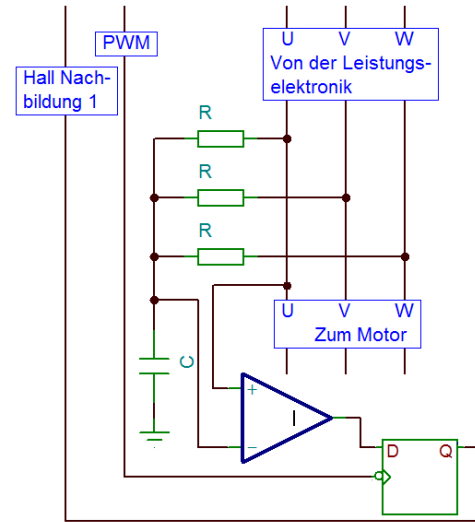 PWM
Hall Nach-
bildung 1
U V W
Von der Leistungs-
elektronik
R
R
R
U V W
Zum Motor
C
+
−
I
D Q